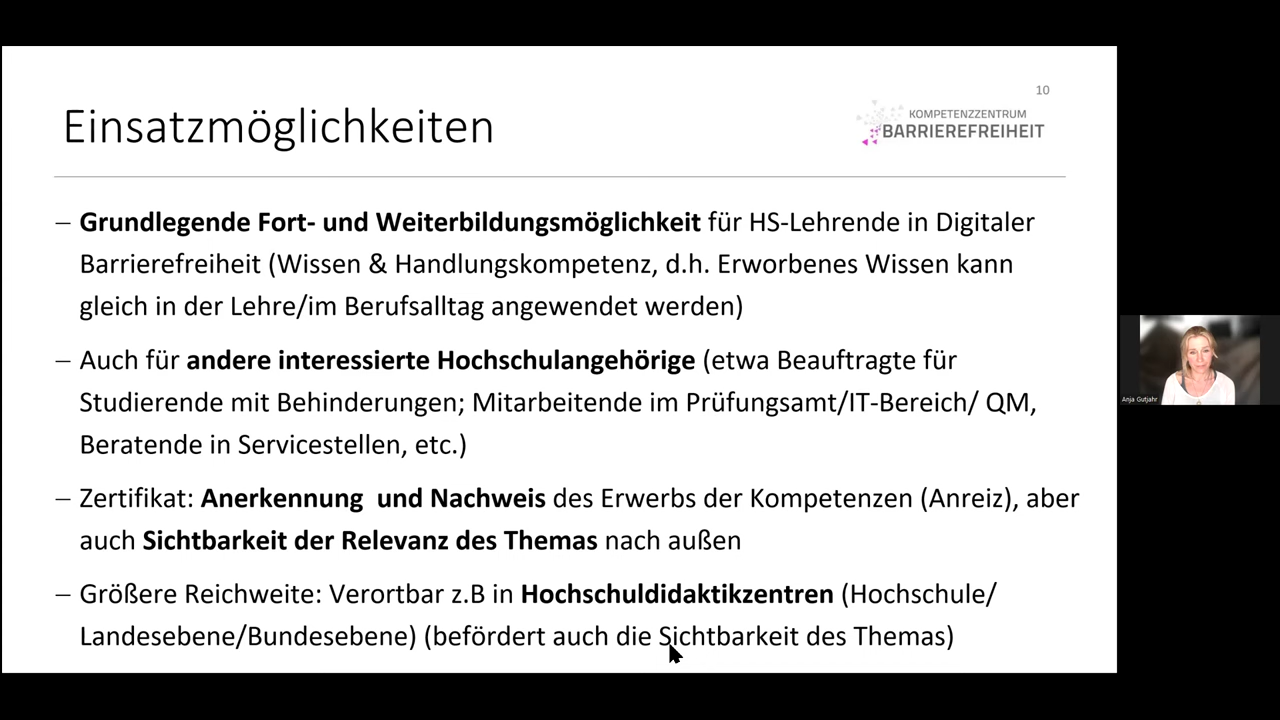 10
Einsatzmöglichkeiten
KOMPETENZZENTRUM
BARRIEREFREIHEIT
– Grundlegende Fort- und Weiterbildungsmöglichkeit für HS-Lehrende in Digitaler
Barrierefreiheit (Wissen & Handlungskompetenz, d.h. Erworbenes Wissen kann
gleich in der Lehre/im Berufsalltag angewendet werden)
– Auch für andere interessierte Hochschulangehörige (etwa Beauftragte für
Studierende mit Behinderungen; Mitarbeitende im Prüfungsamt/IT-Bereich/ QM,
Beratende in Servicestellen, etc.)
– Zertifikat: Anerkennung  und Nachweis des Erwerbs der Kompetenzen (Anreiz), aber
auch Sichtbarkeit der Relevanz des Themas nach außen
– Größere Reichweite: Verortbar z.B in Hochschuldidaktikzentren (Hochschule/
Landesebene/Bundesebene) (befördert auch die Sichtbarkeit des Themas)
Anja Gutjahr